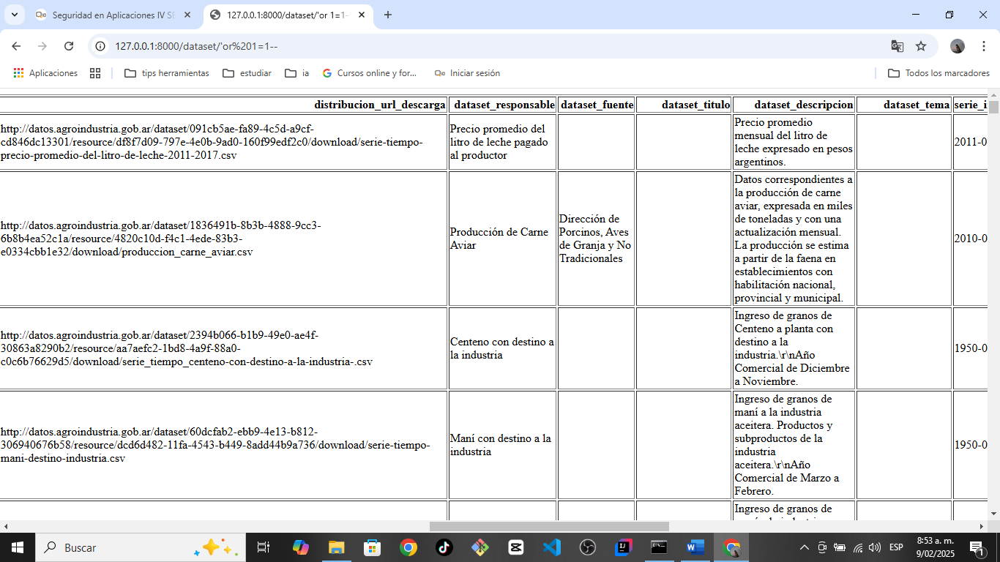 Seguridad en Aplicaciones IV SE
127.0.0.1:8000/dataset/'or 1=1-
127.0.0.1:8000/dataset/'or%201=1--
Aplicaciones
tips herramientas
estudiar
ia
Cursos online y for...
Iniciar sesión
Todos los marcadores
distribucion_url_descarga
dataset_responsable
dataset_fuente
dataset_titulo
dataset_descripcion
dataset_tema
serie_i
http://datos.agroindustria.gob.ar/dataset/091cb5ae-fa89-4c5d-a9cf-
cd846dc13301/resource/df8f7d09-797e-4e0b-9ad0-160f99edf2c0/download/serie-tiempo-
precio-promedio-del-litro-de-leche-2011-2017.csv
Precio promedio del
litro de leche pagado
al productor
Precio promedio
mensual del litro de
leche expresado en pesos
argentinos.
2011-0
http://datos.agroindustria.gob.ar/dataset/1836491b-8b3b-4888-9cc3-
6b8b4ea52c1a/resource/4820c10d-f4c1-4ede-83b3-
e0334cbb1e32/download/produccion_carne_aviar.csv
Producción de Carne
Aviar
Dirección de
Porcinos, Aves
de Granja y No
Tradicionales
Datos correspondientes a
la producción de carne
aviar, expresada en miles
de toneladas y con una
actualización mensual.
La producción se estima
a partir de la faena en
establecimientos con
habilitación nacional,
provincial y municipal.
2010-0
http://datos.agroindustria.gob.ar/dataset/2394b066-b1b9-49e0-ae4f-
30863a8290b2/resource/aa7aefc2-1bd8-4a9f-88a0-
c0c6b76629d5/download/serie_tiempo_centeno-con-destino-a-la-industria-.csv
Centeno con destino a
la industria
Ingreso de granos de
Centeno a planta con
destino a la
industria.\r\nAño
Comercial de Diciembre
a Noviembre.
1950-0
http://datos.agroindustria.gob.ar/dataset/60dcfab2-ebb9-4e13-b812-
306940676b58/resource/dcd6d482-11fa-4543-b449-8add44b9a736/download/serie-tiempo-
mani-destino-industria.csv
Maní con destino a la
industria
Ingreso de granos de
maní a la industria
aceitera. Productos y
subproductos de la
industria
aceitera.\r\nAño
Comercial de Marzo a
Febrero.
1950-0
Ingreso de granos de
Buscar
ESP
8:53 a. m.
9/02/2025
1